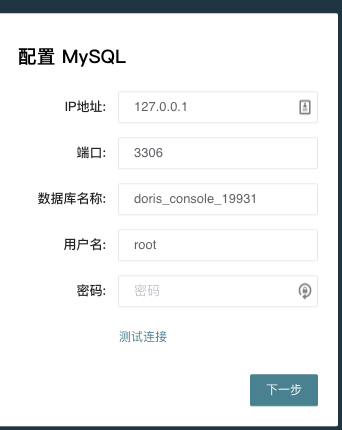 配置 MySQL
IP地址: 127.0.0.1
端口: 3306
数据库名称: doris_console_19931
用户名: root
密码: 密码
测试连接
下一步